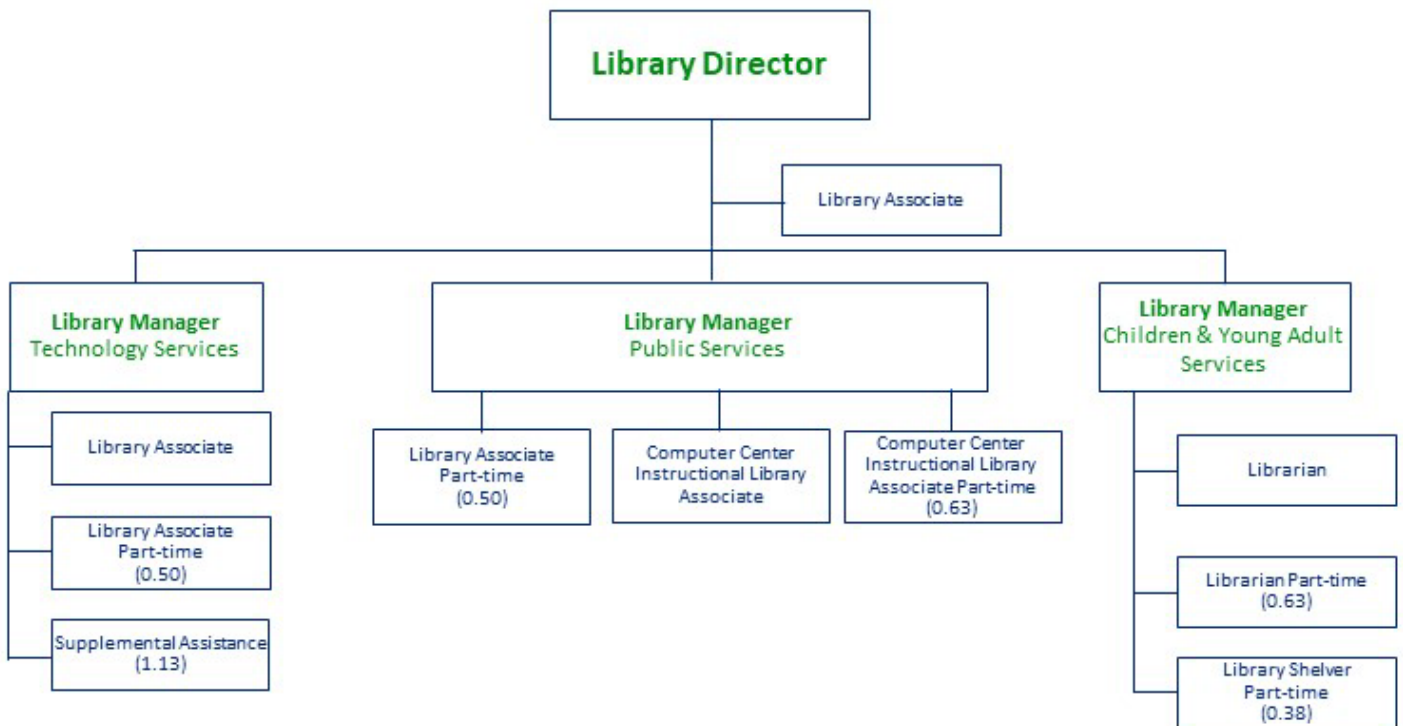 Library Director
Library Associate
Library Manager
Technology Services
Library Associate
Library Associate
Part-time
(0.50)
Supplemental Assistance
(1.13)
Library Manager
Public Services
Library Associate
Part-time
(0.50)
Computer Center
Instructional Library
Associate
Computer Center
Instructional Library
Associate Part-time
(0.63)
Library Manager
Children & Young Adult
Services
Librarian
Librarian Part-time
(0.63)
Library Shelver
Part-time
(0.38)